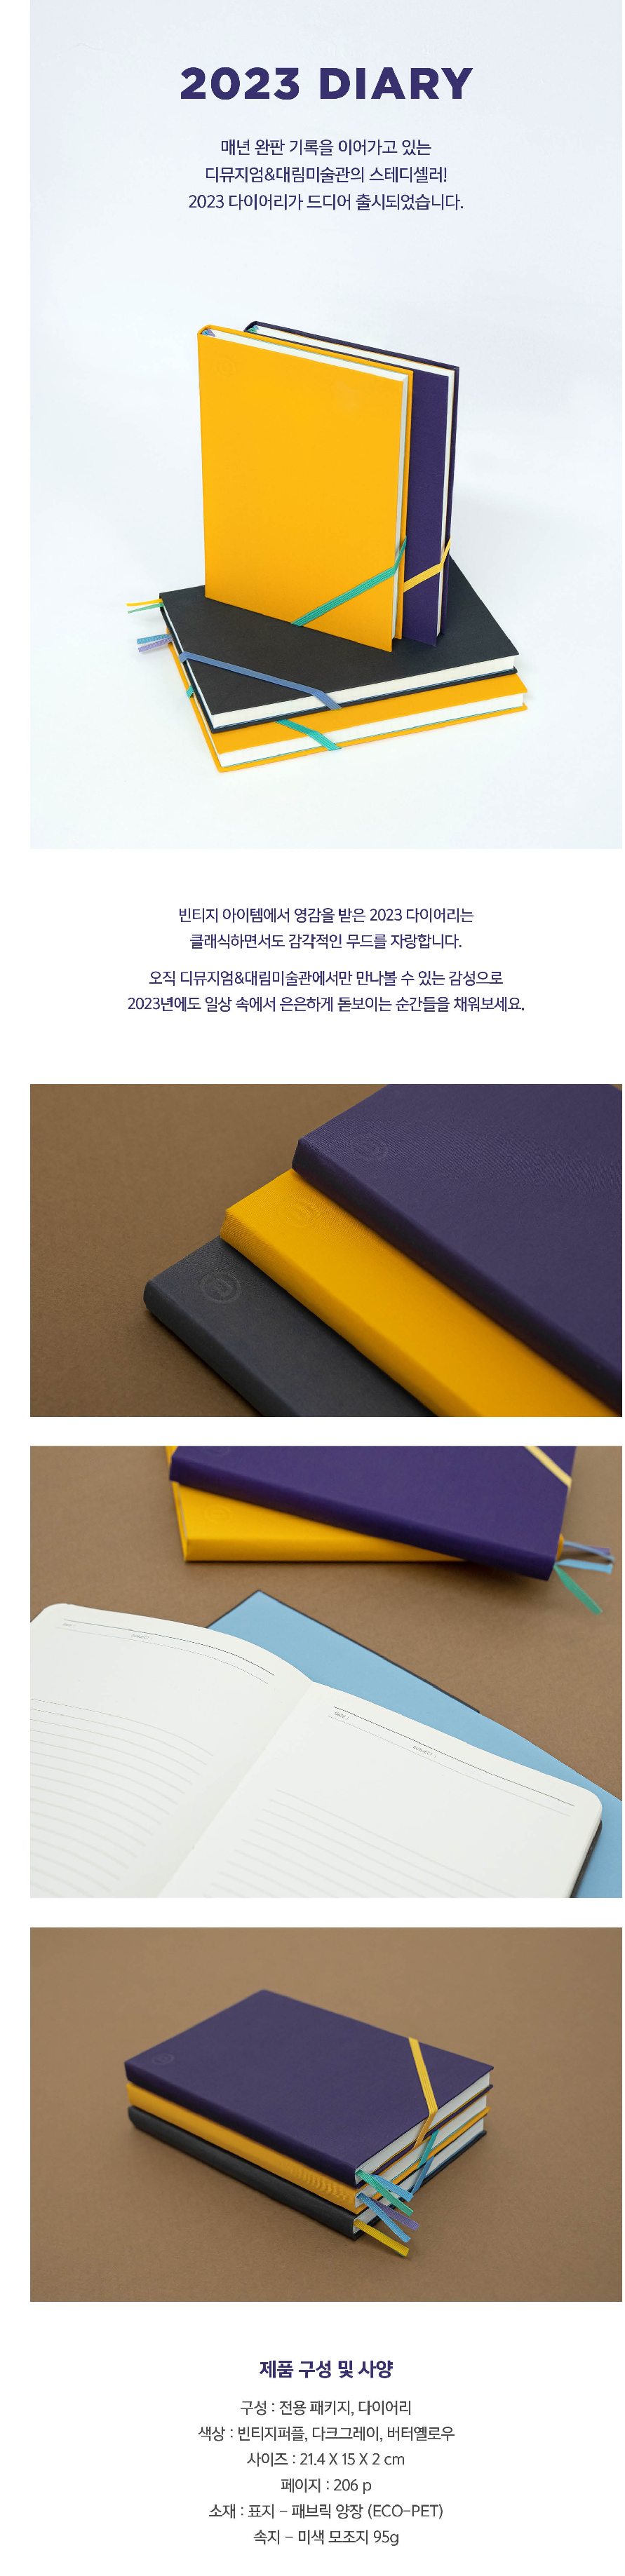 2023 DIARY
매년 완판 기록을 이어가고 있는
디뮤지엄&대림미술관의 스테디셀러!
2023 다이어리가 드디어 출시되었습니다.
빈티지 아이템에서 영감을 받은 2023 다이어리는
클래식하면서도 감각적인 무드를 자랑합니다.
오직 디뮤지엄&대림미술관에서만 만나볼 수 있는 감성으로
2023년에도 일상 속에서 은은하게 돋보이는 순간들을 채워보세요.
제품 구성 및 사양
구성 : 전용 패키지, 다이어리
색상 : 빈티지퍼플, 다크그레이, 버터옐로우
사이즈 : 21.4 X 15 X 2 cm
페이지 : 206 p
소재 : 표지 – 패브릭 양장 (ECO-PET)
속지 – 미색 모조지 95g